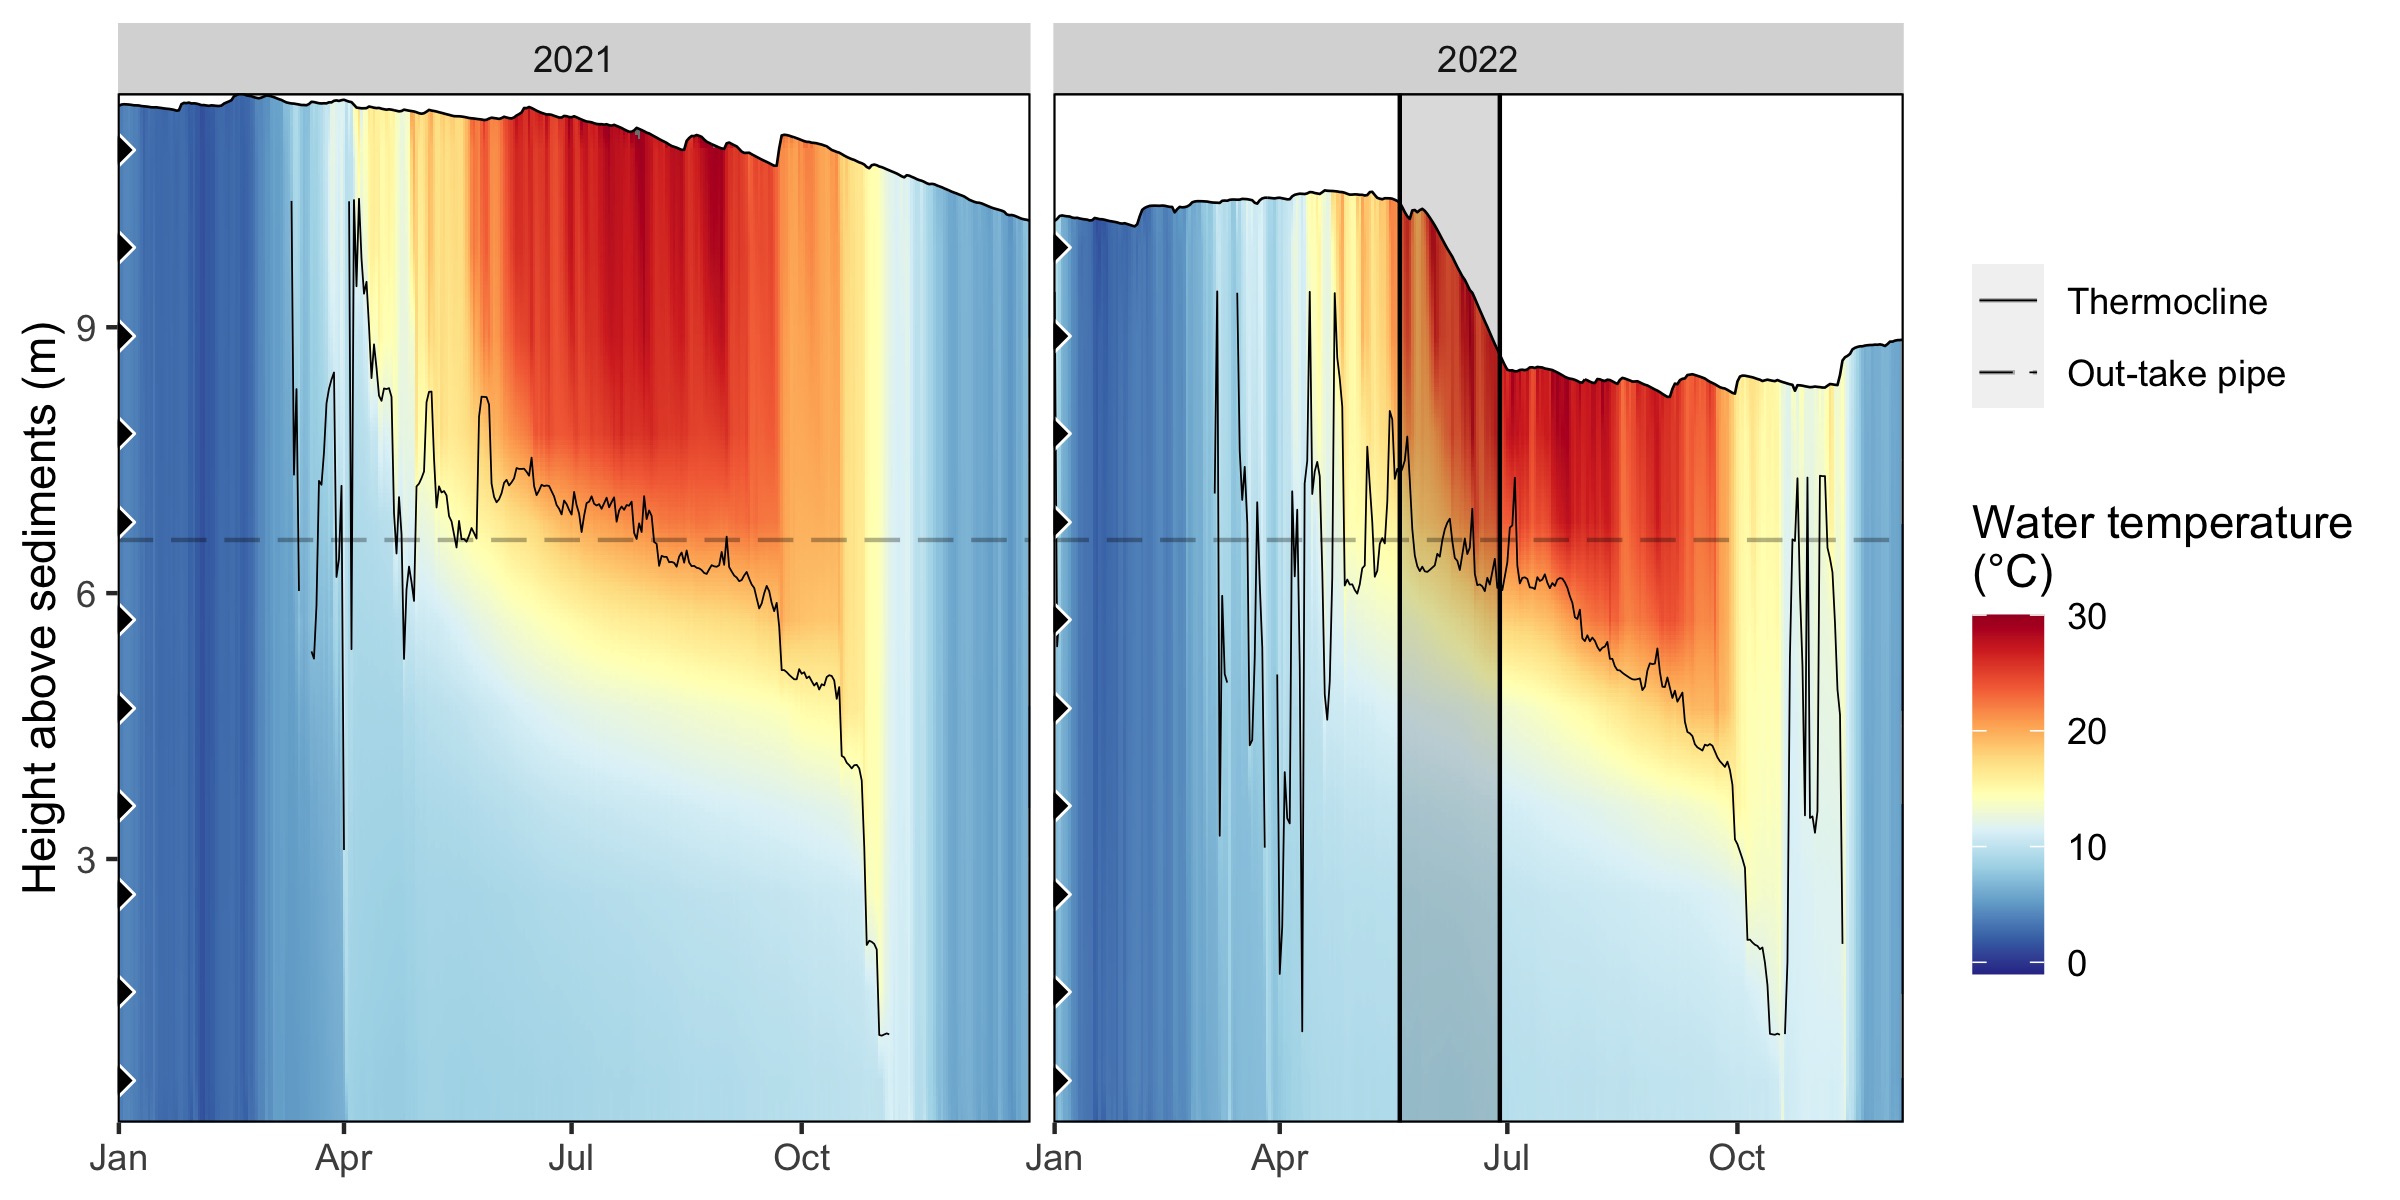 2021
2022
Height above sediments (m)
9
6
3
Jan
Apr
Jul
Oct
Jan
Apr
Jul
Oct
Thermocline
Out-take pipe
Water temperature
(°C)
30
20
10
0